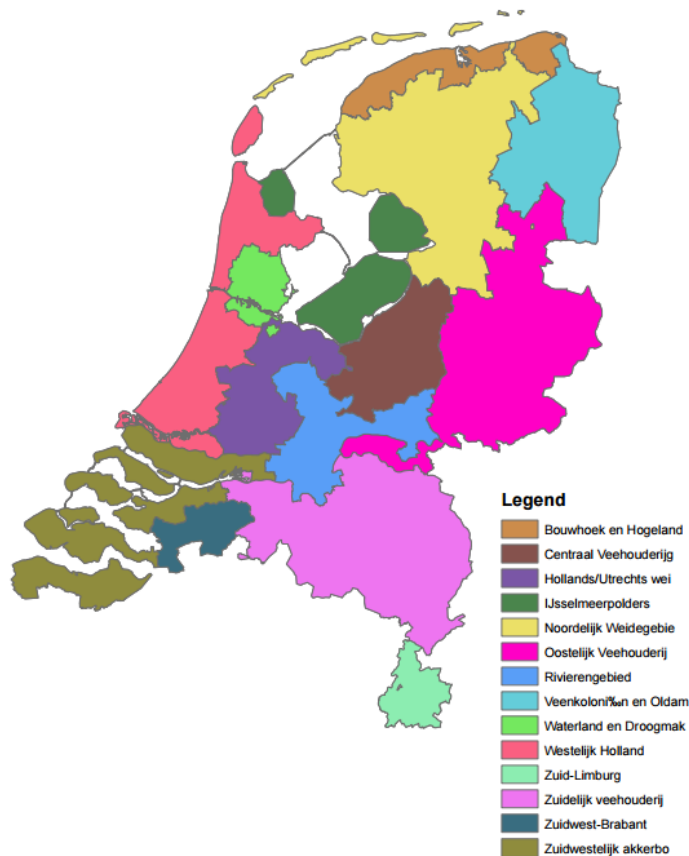 Legend
Bouwhoek en Hogeland
Centraal Veehouderijg
Hollands/Utrechts wei
IJsselmeerpolders
Noordelijk Weidegebie
Oostelijk Veehouderij
Rivierengebied
Veenkoloni‰n en Oldam
Waterland en Droogmak
Westelijk Holland
Zuid-Limburg
Zuidelijk veehouderij
Zuidwest-Brabant
Zuidwestelijk akkerbo